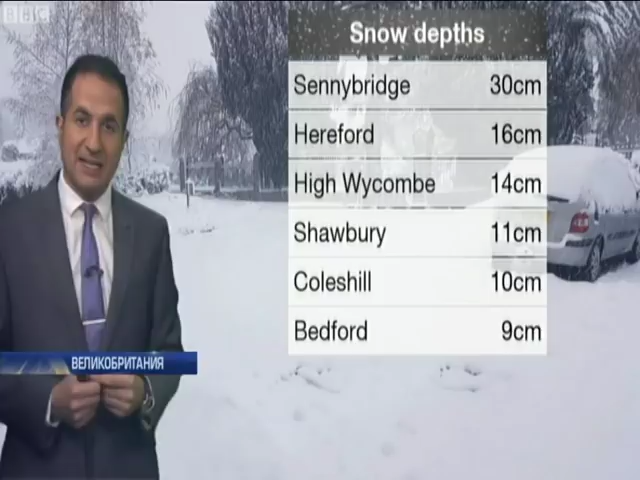 BBC
Snow depths
Sennybridge 30cm
Hereford 16cm
High Wycombe 14cm
Shawbury 11cm
Coleshill 10cm
Bedford 9cm
ВЕЛИКОБРИТАНИЯ